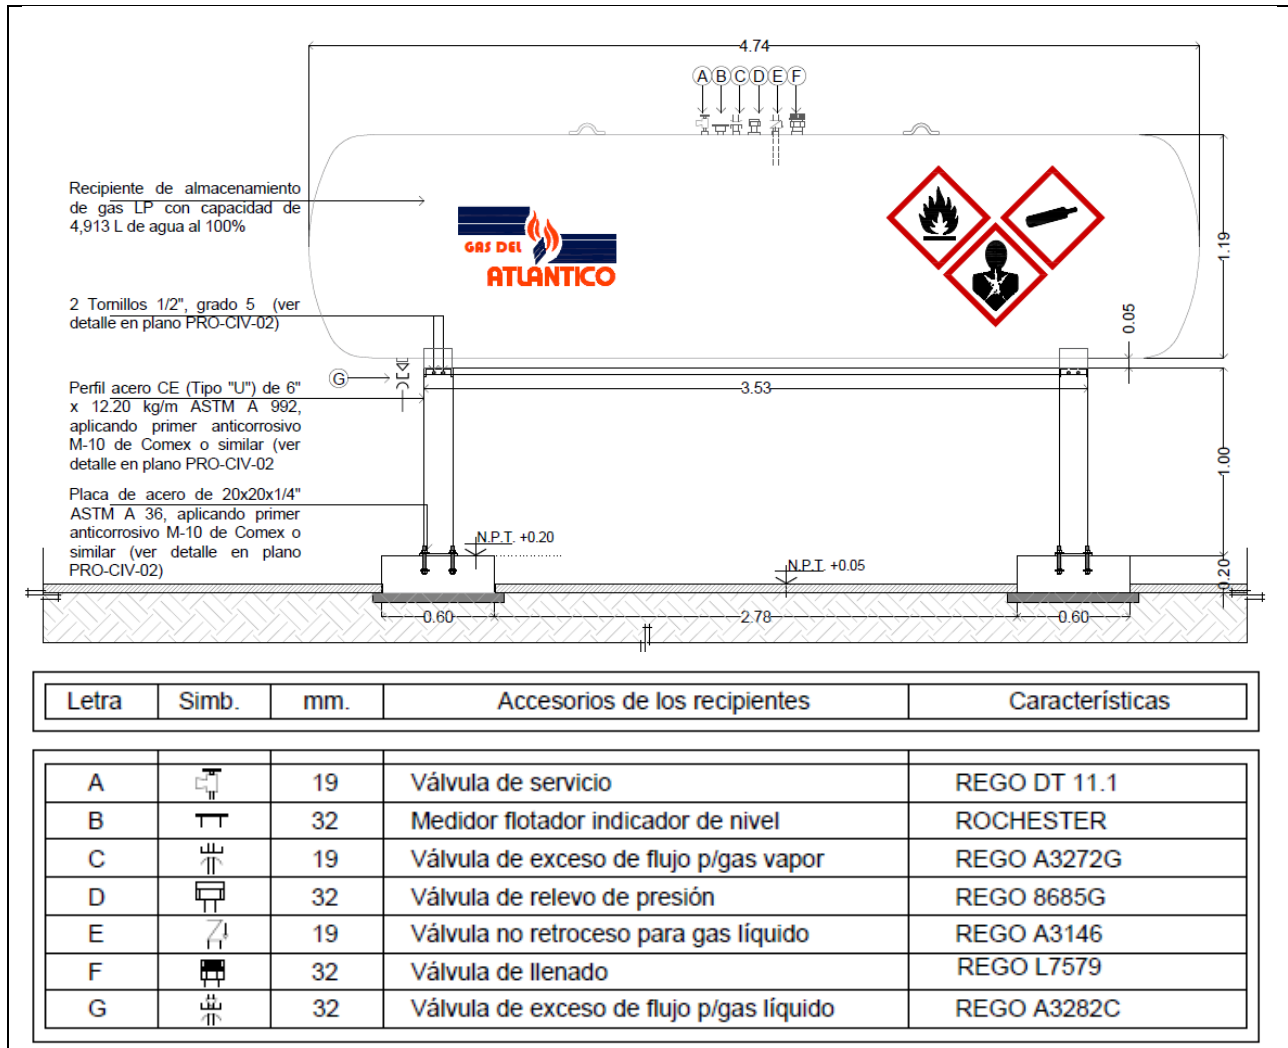 4.74
A B C D E F
Recipiente de almacenamiento
de gas LP con capacidad de
4,913 L de agua al 100%
GAS DEL
ATLANTICO
1.19
2 Tornillos 1/2", grado 5 (ver
detalle en plano PRO-CIV-02)
0.05
G
Perfil acero CE (Tipo "U") de 6"
x 12.20 kg/m ASTM A 992,
aplicando primer anticorrosivo
M-10 de Comex o similar (ver
detalle en plano PRO-CIV-02
3.53
1.00
Placa de acero de 20x20x1/4"
ASTM A 36, aplicando primer
anticorrosivo M-10 de Comex o
similar (ver detalle en plano
PRO-CIV-02)
N.P.T. +0.20
N.P.T. +0.05
0.20
0.60 2.78 0.60
Letra Simb. mm. Accesorios de los recipientes Características
A 19 Válvula de servicio REGO DT 11.1
B 32 Medidor flotador indicador de nivel ROCHESTER
C 19 Válvula de exceso de flujo p/gas vapor REGO A3272G
D 32 Válvula de relevo de presión REGO 8685G
E 19 Válvula no retroceso para gas líquido REGO A3146
F 32 Válvula de llenado REGO L7579
G 32 Válvula de exceso de flujo p/gas líquido REGO A3282C